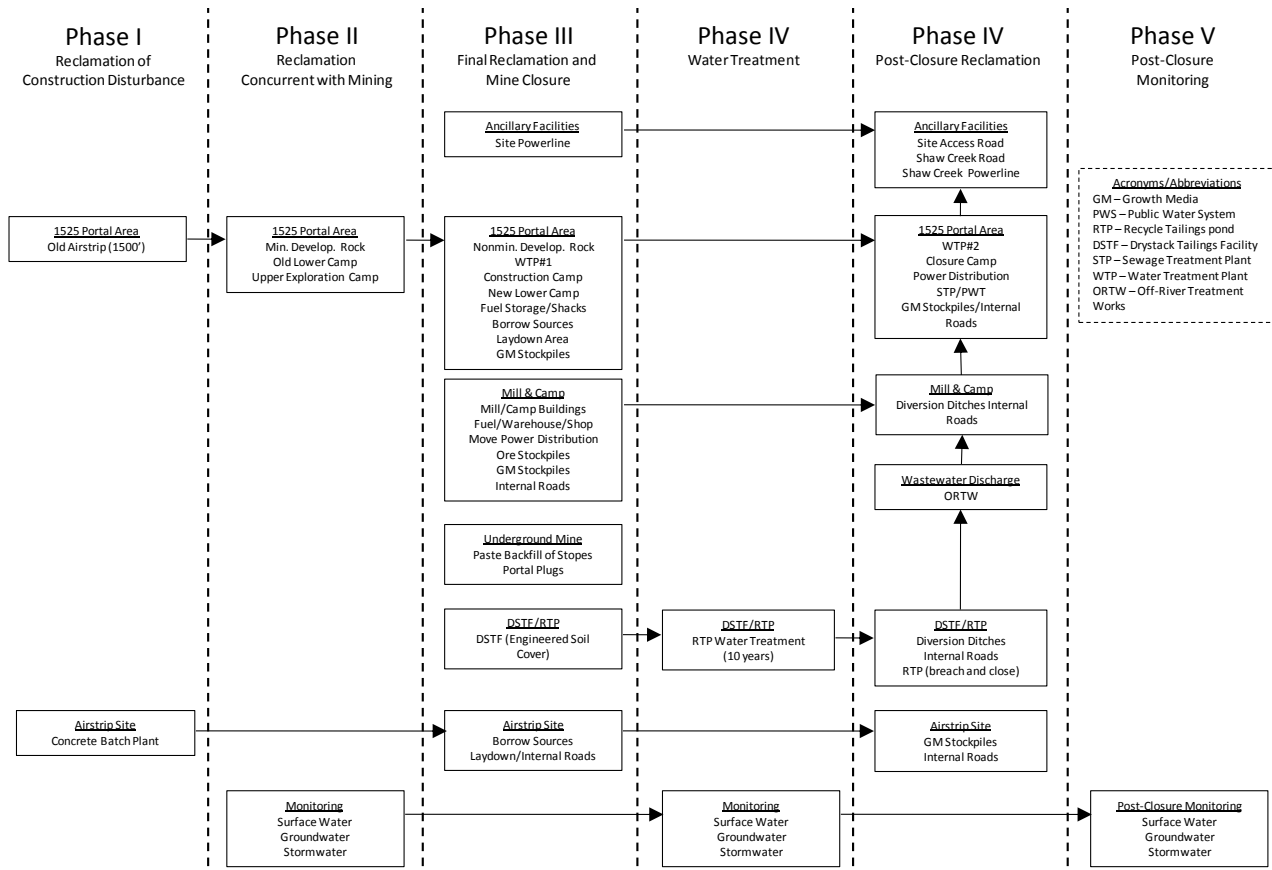 Phase I
Reclamation of
Construction Disturbance
Phase II
Reclamation
Concurrent with Mining
Phase III
Final Reclamation and
Mine Closure
Phase IV
Water Treatment
Phase IV
Post-Closure Reclamation
Phase V
Post-Closure
Monitoring
Ancillary Facilities
Site Powerline
Ancillary Facilities
Site Access Road
Shaw Creek Road
Shaw Creek Powerline
Acronyms/Abbreviations
GM – Growth Media
PWS – Public Water System
RTP – Recycle Tailings pond
DSTF – Drystack Tailings Facility
STP – Sewage Treatment Plant
WTP – Water Treatment Plant
ORTW – Off-River Treatment
Works
1525 Portal Area
Old Airstrip (1500’)
1525 Portal Area
Min. Develop. Rock
Old Lower Camp
Upper Exploration Camp
1525 Portal Area
Nonmin. Develop. Rock
WTP#1
Construction Camp
New Lower Camp
Fuel Storage/Shacks
Borrow Sources
Laydown Area
GM Stockpiles
1525 Portal Area
WTP#2
Closure Camp
Power Distribution
STP/PWT
GM Stockpiles/Internal
Roads
Mill & Camp
Mill/Camp Buildings
Fuel/Warehouse/Shop
Move Power Distribution
Ore Stockpiles
GM Stockpiles
Internal Roads
Mill & Camp
Diversion Ditches Internal
Roads
Wastewater Discharge
ORTW
Underground Mine
Paste Backfill of Stopes
Portal Plugs
DSTF/RTP
DSTF (Engineered Soil
Cover)
DSTF/RTP
RTP Water Treatment
(10 years)
DSTF/RTP
Diversion Ditches
Internal Roads
RTP (breach and close)
Airstrip Site
Concrete Batch Plant
Airstrip Site
Borrow Sources
Laydown/Internal Roads
Airstrip Site
GM Stockpiles
Internal Roads
Monitoring
Surface Water
Groundwater
Stormwater
Monitoring
Surface Water
Groundwater
Stormwater
Post-Closure Monitoring
Surface Water
Groundwater
Stormwater